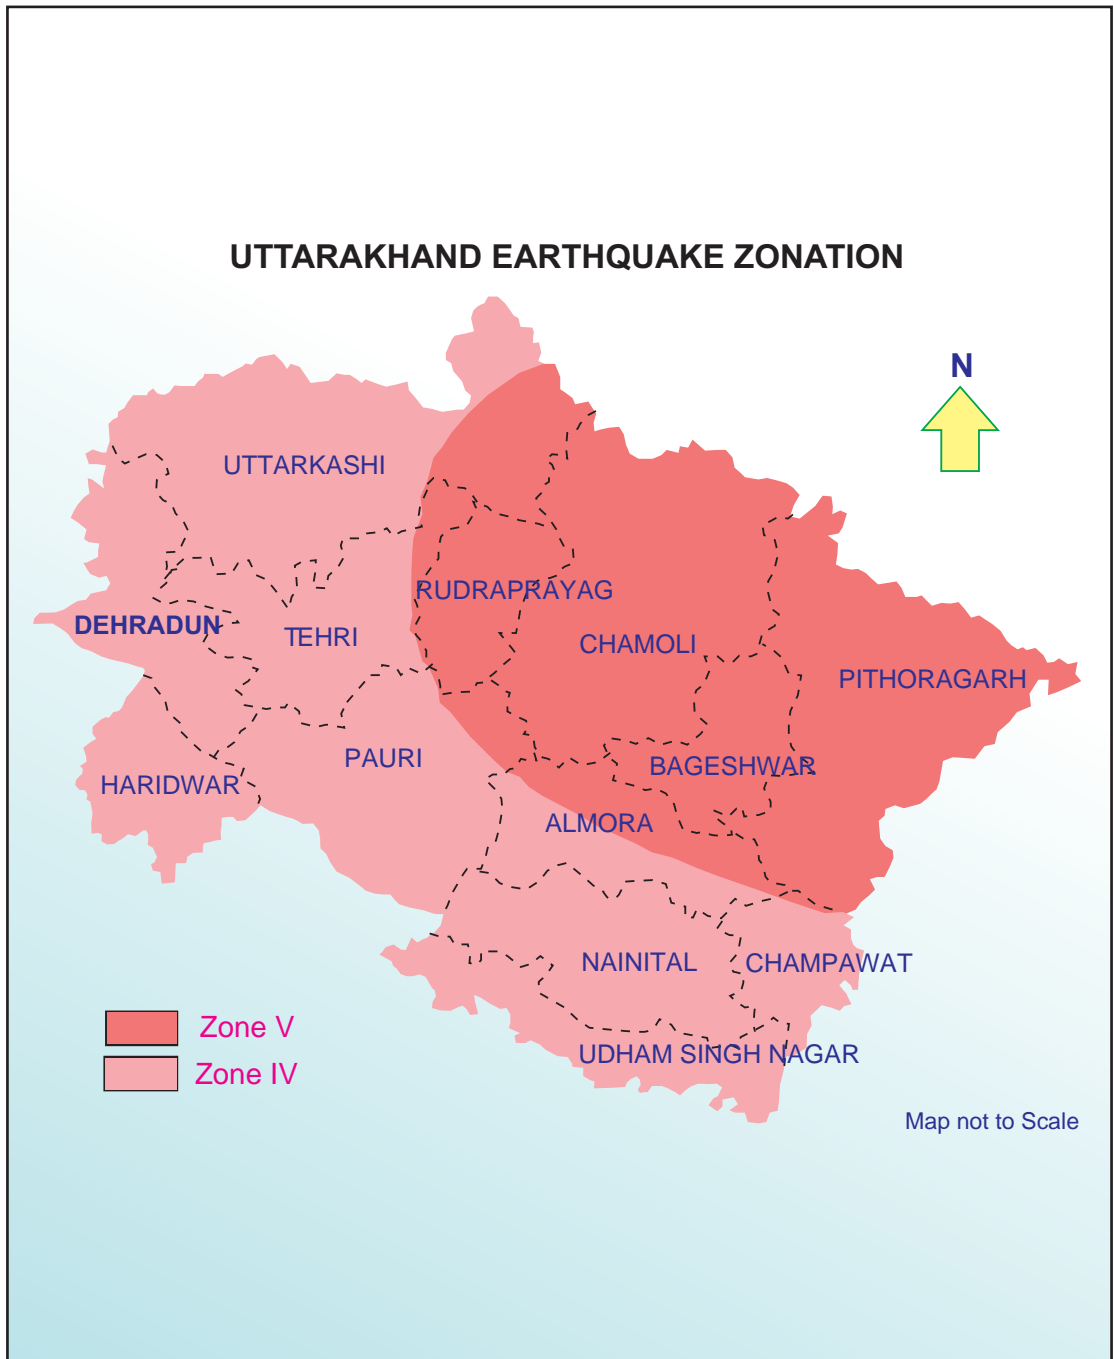 UTTARAKHAND EARTHQUAKE ZONATION
N
UTTARKASHI
RUDRAPRAYAG
DEHRADUN
TEHRI
CHAMOLI
PITHORAGARH
PAURI
BAGESHWAR
HARIDWAR
ALMORA
NAINITAL
CHAMPAWAT
Zone V
UDHAM SINGH NAGAR
Zone IV
Map not to Scale